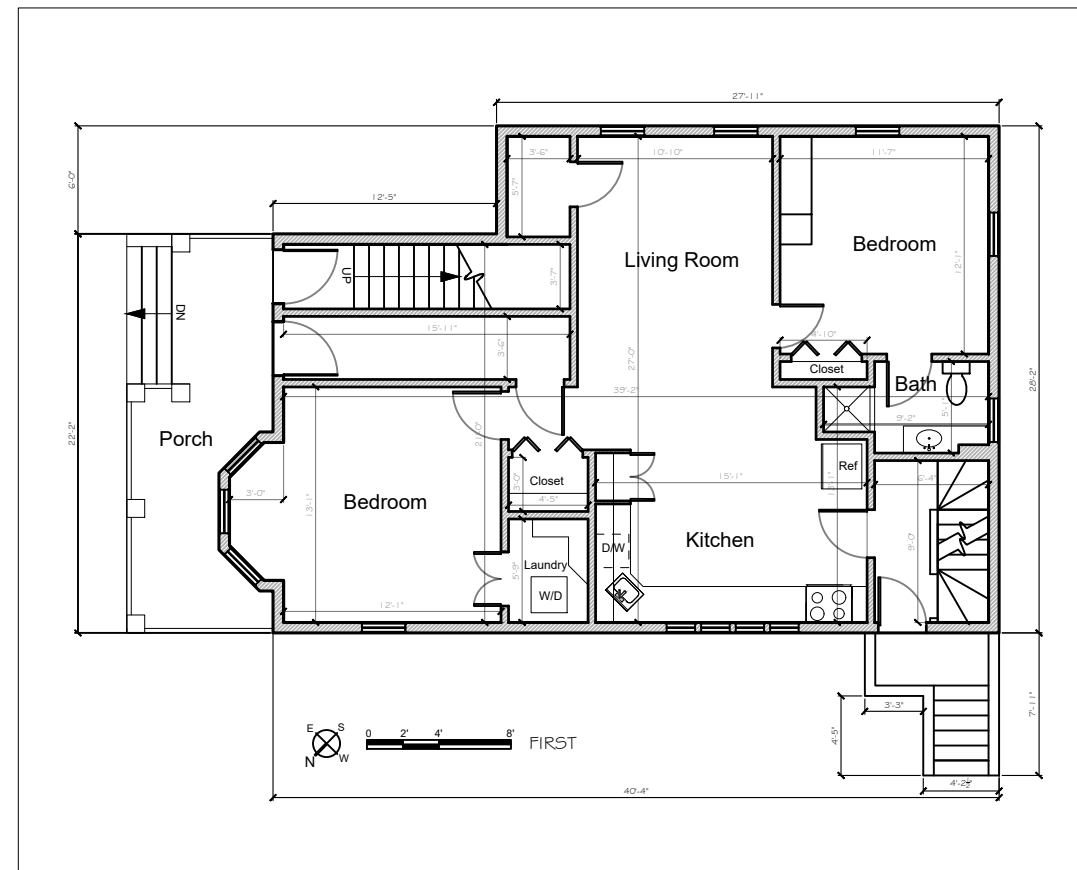 27'-11"
6'-0"
12'-5"
3'-6"
10'-10"
11'-7"
5'-7"
Living Room
Bedroom
12'-1"
UP
3'-7"
DN
15'-11"
3'-6"
27'-0"
4'-10"
Closet
Bath
28'-2"
39'-2"
9'-2"
5'-1"
22'-2"
Porch
Ref
3'-0"
Bedroom
13'-1"
Closet
3'-0"
4'-5"
15'-1"
6'-4"
Kitchen
9'-0"
D/W
Laundry
5'-9"
W/D
12'-1"
3'-3"
7'-11"
4'-5"
4'-2½"
E S
N W
0 2' 4' 8'
FIRST
40'-4"